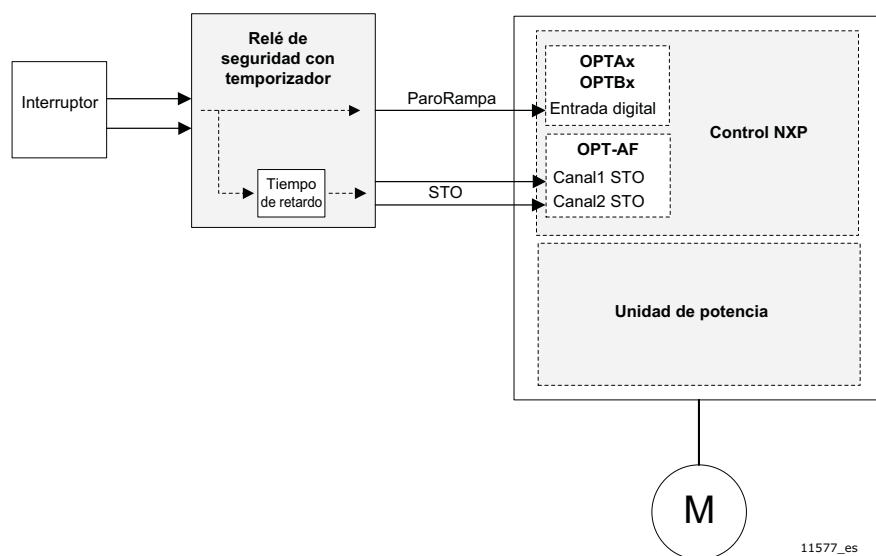 Interruptor
Relé de
seguridad con
temporizador
Tiempo
de retardo
ParoRampa
STO
OPTAx
OPTBx
Entrada digital
OPT-AF
Canal1 STO
Canal2 STO
Control NXP
Unidad de potencia
M
11577_es